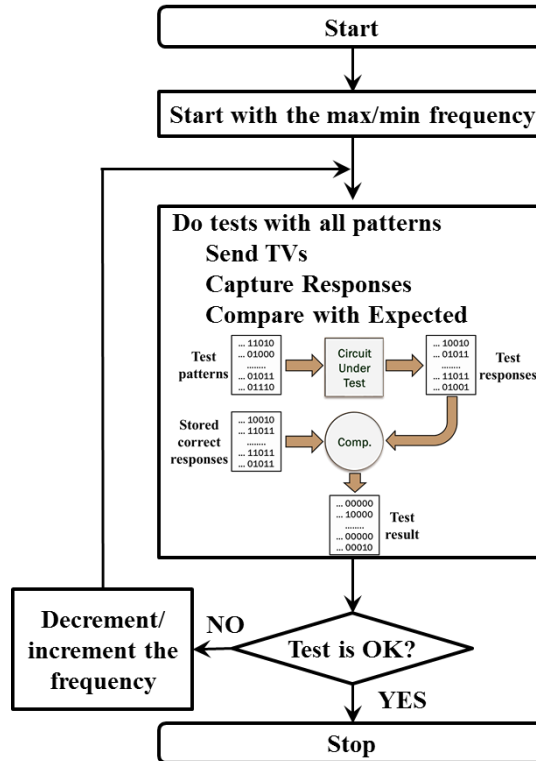 Start
Start with the max/min frequency
Do tests with all patterns
Send TVs
Capture Responses
Compare with Expected
Test
patterns
... 11010
... 01000
........
... 01011
... 01110
Circuit
Under
Test
... 10010
... 01011
........
... 11011
... 01001
Test
responses
Stored
correct
responses
... 10010
... 11011
........
... 11011
... 01011
Comp.
... 00000
... 10000
........
... 00000
... 00010
Test
result
Decrement/
increment the
frequency
NO
Test is OK?
YES
Stop